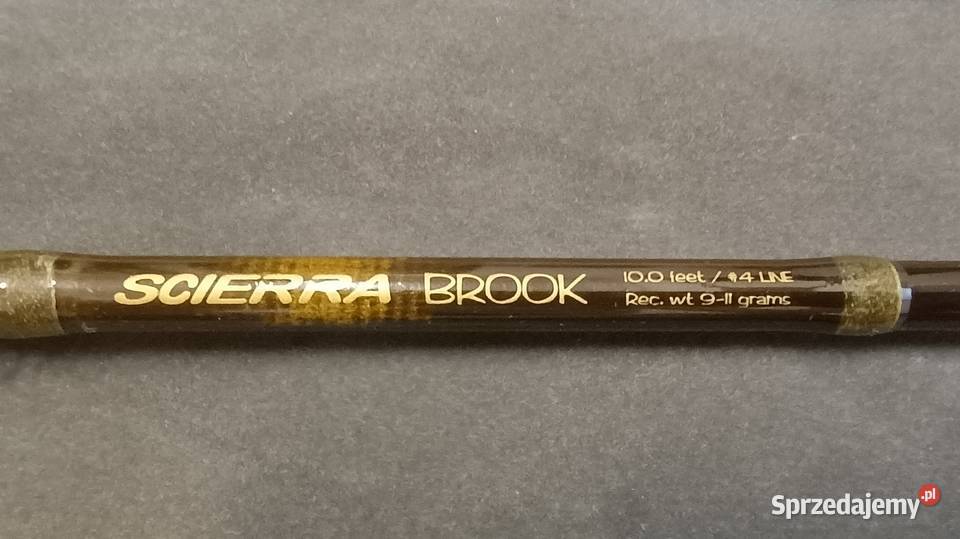 SCIERRA BROOK 10.0 feet / #4 LINE
Rec. wt 9-11 grams
Sprzedajemy.pl